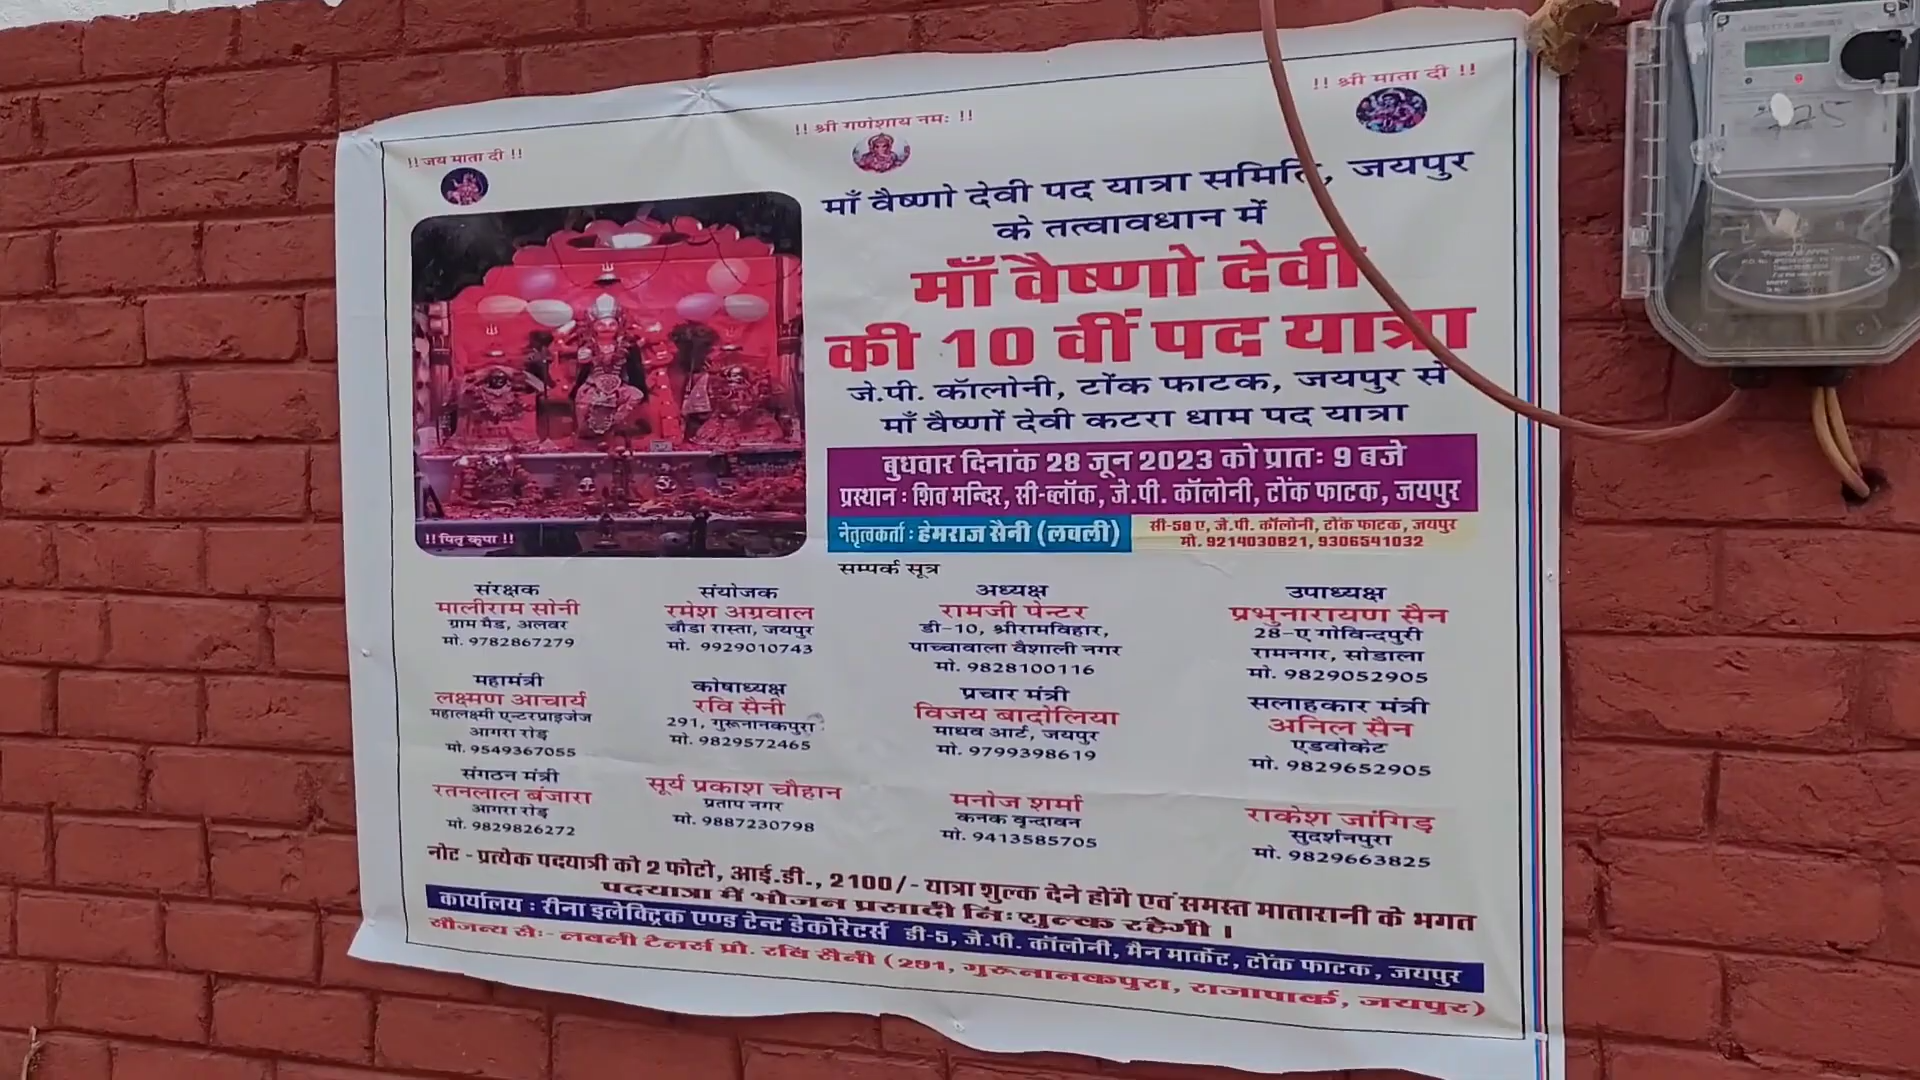 !! जय माता दी !!
!! श्री गणेशाय नमः !!
!! श्री माता दी !!
माँ वैष्णो देवी पद यात्रा समिति, जयपुर
के तत्वावधान में
माँ वैष्णो देवी
की 10 वीं पद यात्रा
जे.पी. कॉलोनी, टोंक फाटक, जयपुर से
माँ वैष्णों देवी कटरा धाम पद यात्रा
बुधवार दिनांक 28 जून 2023 को प्रातः 9 बजे
प्रस्थान : शिव मन्दिर, सी-ब्लॉक, जे.पी. कॉलोनी, टोंक फाटक, जयपुर
नेतृत्वकर्ता : हेमराज सैनी (लवली)
सी-58 ए, जे.पी. कॉलोनी, टोंक फाटक, जयपुर
मो. 9214030821, 9306541032
!! पितृ कृपा !!
सम्पर्क सूत्र
संरक्षक
मालीराम सोनी
ग्राम मैड, अलवर
मो. 9782867279
संयोजक
रमेश अग्रवाल
चौडा रास्ता, जयपुर
मो. 9929010743
अध्यक्ष
रामजी पेन्टर
डी-10, श्रीरामविहार,
पाच्चावाला वैशाली नगर
मो. 9828100116
उपाध्यक्ष
प्रभुनारायण सैन
28-ए गोविन्दपुरी
रामनगर, सोडाला
मो. 9829052905
महामंत्री
लक्ष्मण आचार्य
महालक्ष्मी एन्टरप्राइजेज
आगरा रोड़
मो. 9549367055
कोषाध्यक्ष
रवि सैनी
291, गुरूनानकपुरा
मो. 9829572465
प्रचार मंत्री
विजय बादोलिया
माधव आर्ट, जयपुर
मो. 9799398619
सलाहकार मंत्री
अनिल सैन
एडवोकेट
मो. 9829652905
संगठन मंत्री
रतनलाल बंजारा
आगरा रोड़
मो. 9829826272
सूर्य प्रकाश चौहान
प्रताप नगर
मो. 9887230798
मनोज शर्मा
कनक वृन्दावन
मो. 9413585705
राकेश जांगिड़
सुदर्शनपुरा
मो. 9829663825
नोट - प्रत्येक पदयात्री को 2 फोटो, आई.डी., 2100/- यात्रा शुल्क देने होंगे एवं समस्त मातारानी के भगत
पदयात्रा में भोजन प्रसादी निःशुल्क रहेगी ।
कार्यालय : रीना इलेक्ट्रिक एण्ड टेन्ट डेकोरेटर्स डी-5, जे.पी. कॉलोनी, मैन मार्केट, टोंक फाटक, जयपुर
सौजन्य सेः- लवली टैलर्स प्रौ. रवि सैनी (291, गुरूनानकपुरा, राजापार्क, जयपुर)